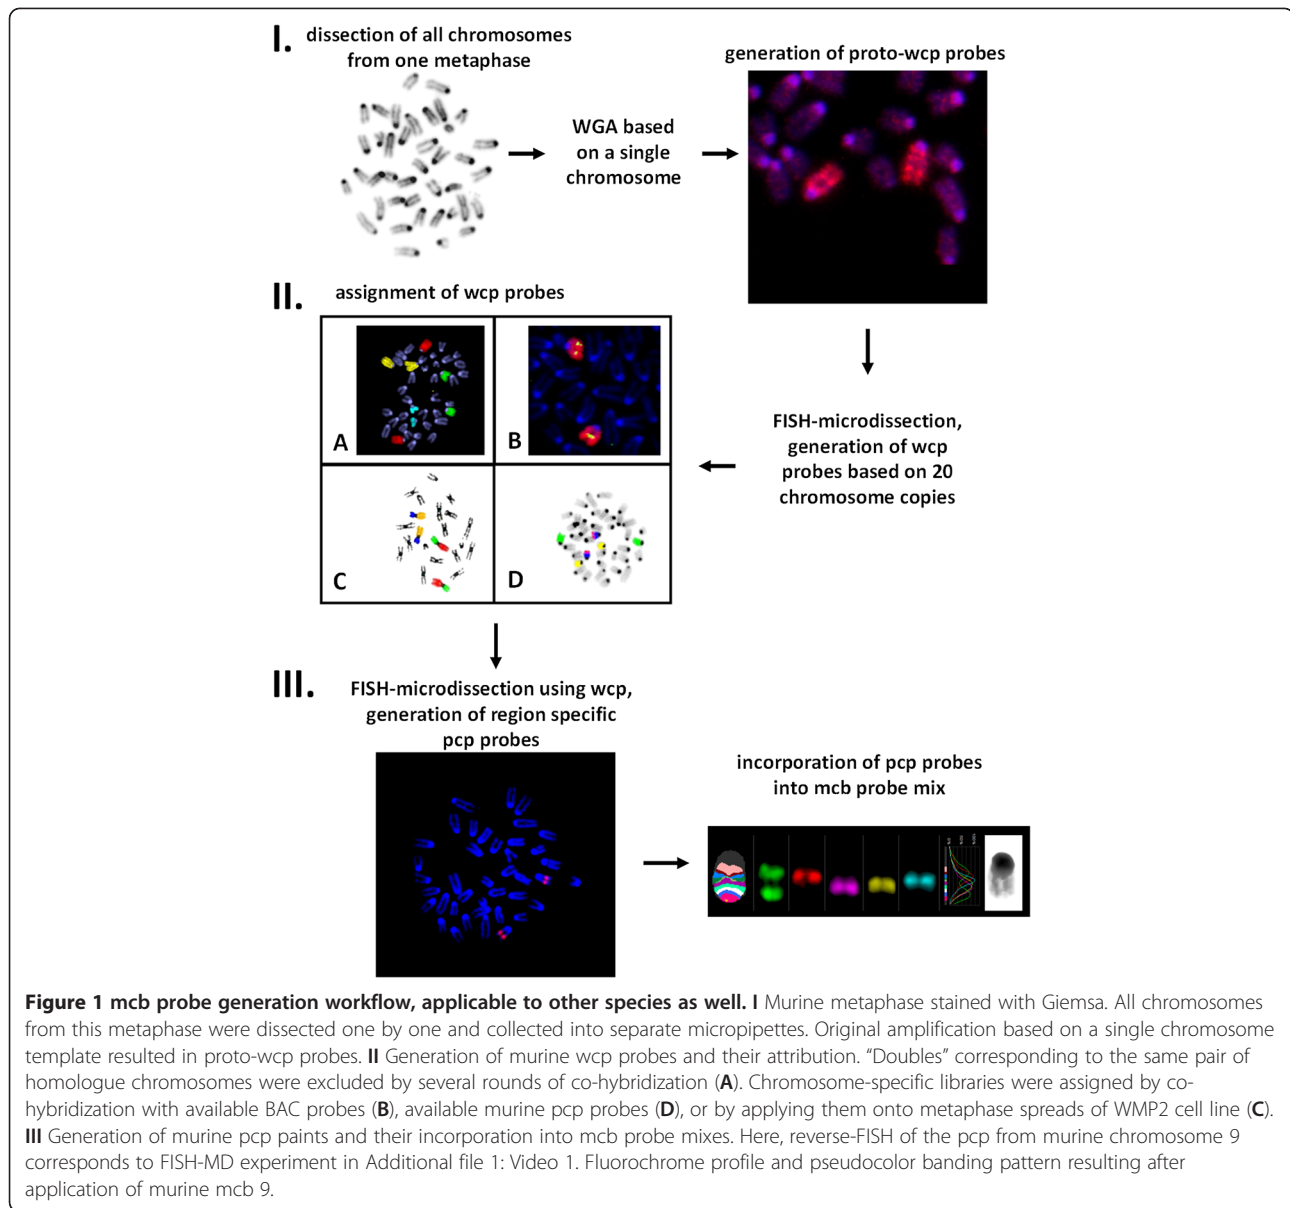 I.
dissection of all chromosomes
from one metaphase
WGA based
on a single
chromosome
generation of proto-wcp probes
FISH-microdissection,
generation of wcp
probes based on 20
chromosome copies
II.
assignment of wcp probes
A
B
C
D
III.
FISH-microdissection using wcp,
generation of region specific
pcp probes
incorporation of pcp probes
into mcb probe mix
Figure 1 mcb probe generation workflow, applicable to other species as well. I Murine metaphase stained with Giemsa. All chromosomes
from this metaphase were dissected one by one and collected into separate micropipettes. Original amplification based on a single chromosome
template resulted in proto-wcp probes. II Generation of murine wcp probes and their attribution. “Doubles” corresponding to the same pair of
homologue chromosomes were excluded by several rounds of co-hybridization (A). Chromosome-specific libraries were assigned by co-
hybridization with available BAC probes (B), available murine pcp probes (D), or by applying them onto metaphase spreads of WMP2 cell line (C).
III Generation of murine pcp paints and their incorporation into mcb probe mixes. Here, reverse-FISH of the pcp from murine chromosome 9
corresponds to FISH-MD experiment in Additional file 1: Video 1. Fluorochrome profile and pseudocolor banding pattern resulting after
application of murine mcb 9.